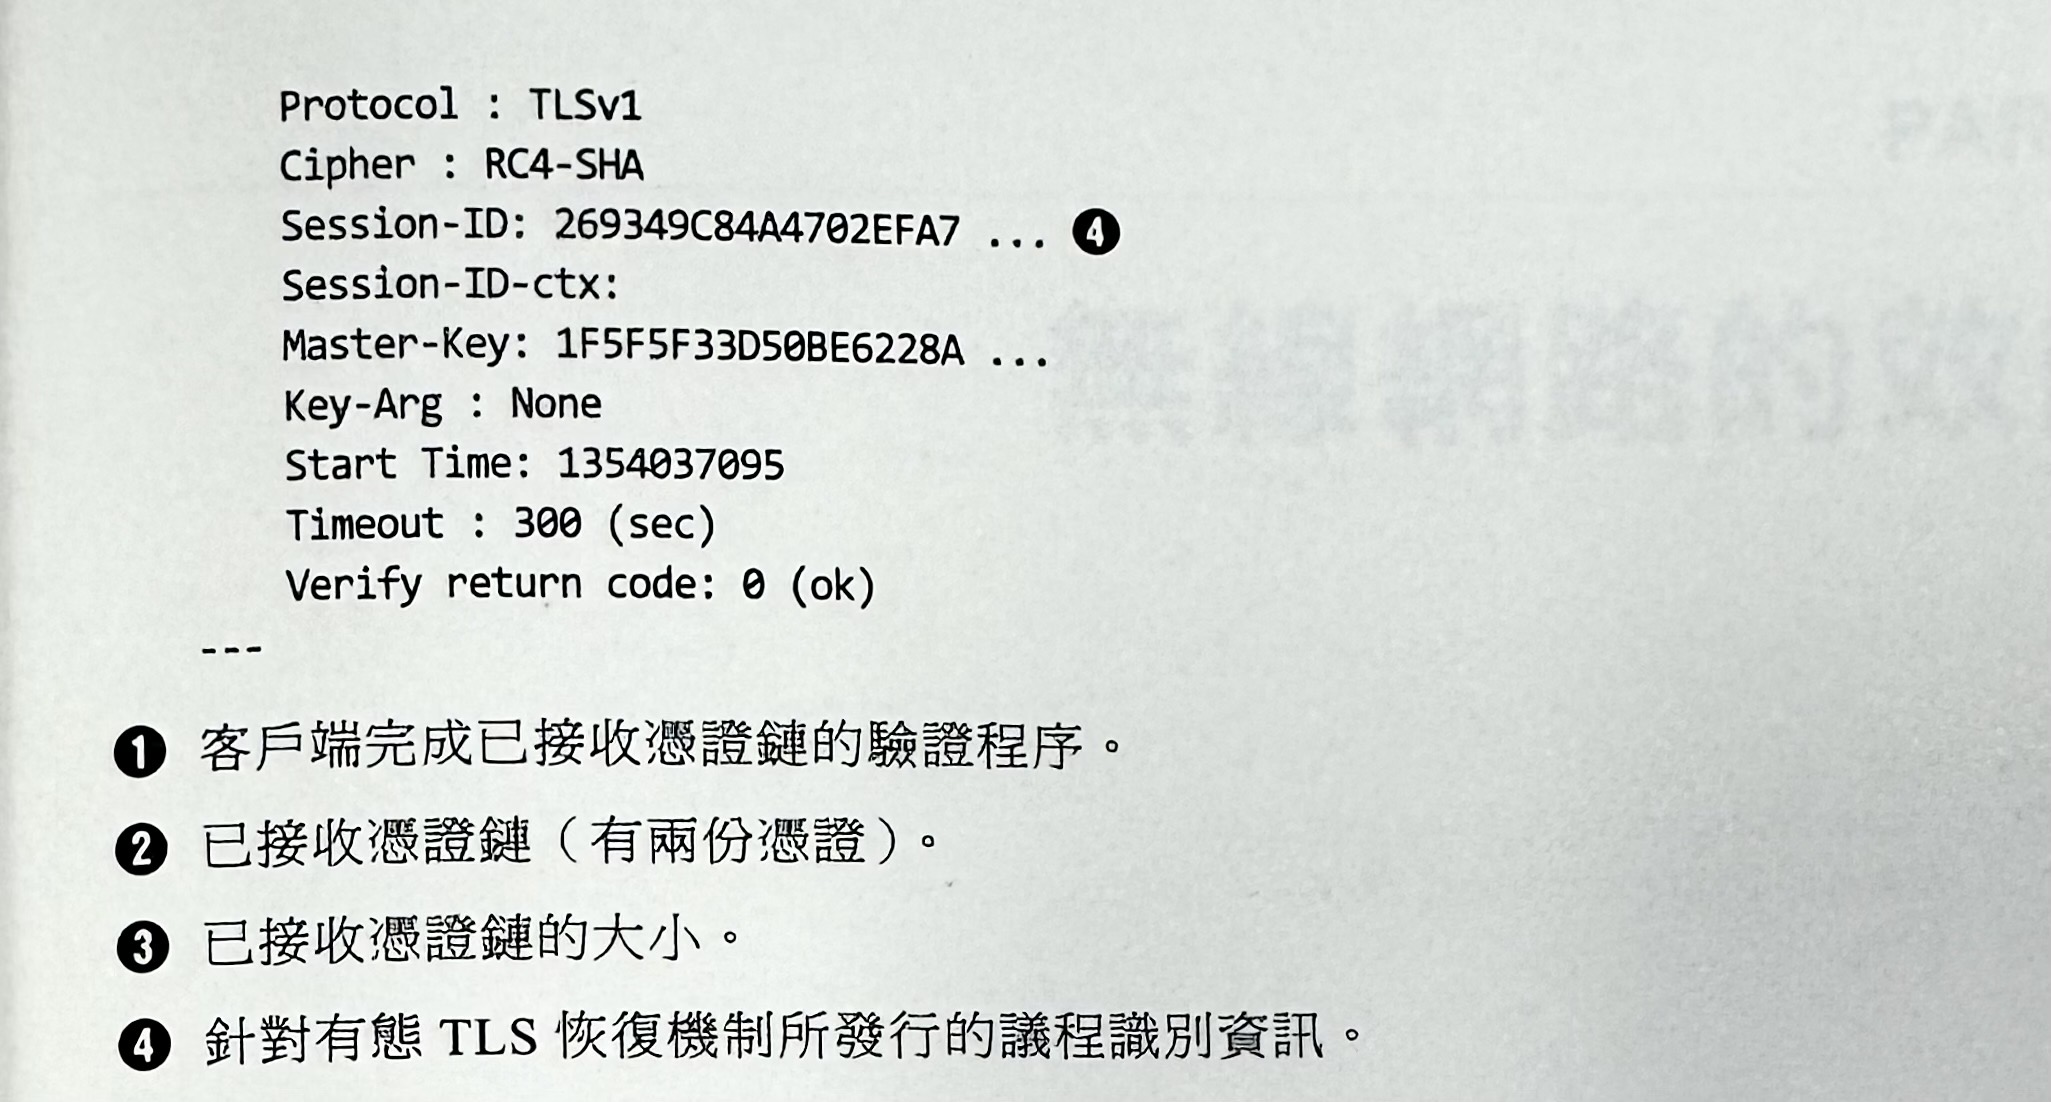 Protocol : TLSv1
Cipher : RC4-SHA
Session-ID: 269349C84A4702EFA7 ... ❹
Session-ID-ctx:
Master-Key: 1F5F5F33D50BE6228A ...
Key-Arg : None
Start Time: 1354037095
Timeout : 300 (sec)
Verify return code: 0 (ok)
---
❶ 客戶端完成已接收憑證鏈的驗證程序。
❷ 已接收憑證鏈（有兩份憑證）。
❸ 已接收憑證鏈的大小。
❹ 針對有態 TLS 恢復機制所發行的議程識別資訊。